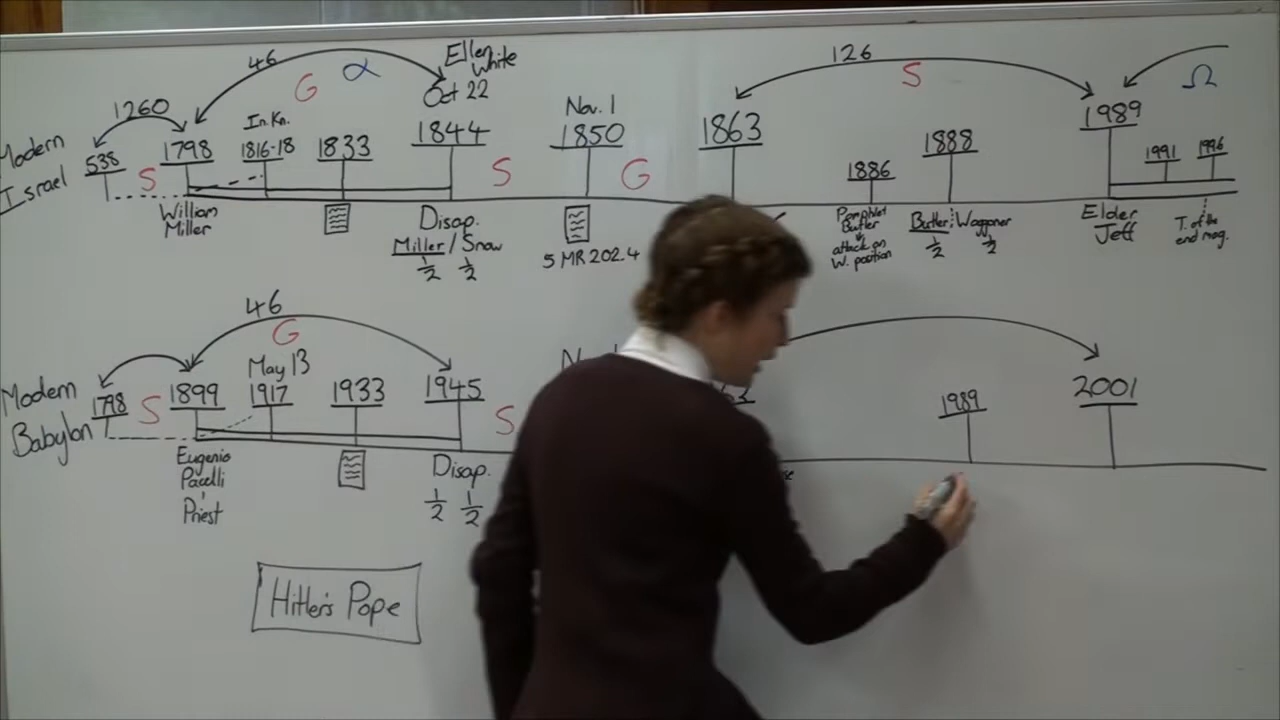 46
Ellen
White
126
S
Ω
G
α
Oct 22
1260
In. Kn.
Nov. 1
1989
Modern
Israel
538
1798
1816-18
1833
1844
1850
1863
1886
1888
1991
1996
S
S
G
William
Miller
Disap.
Miller / Snow
1/2 1/2
5 MR 202.4
Pamphlet
Butler
attack on
W. position
Butler Waggoner
1/2 1/2
Elder
Jeff
T. of the
end mag.
46
G
May 13
Modern
Babylon
1798
S
1899
1917
1933
1945
S
1989
2001
Eugenio
Pacelli
Priest
Disap.
1/2 1/2
Hitler's Pope